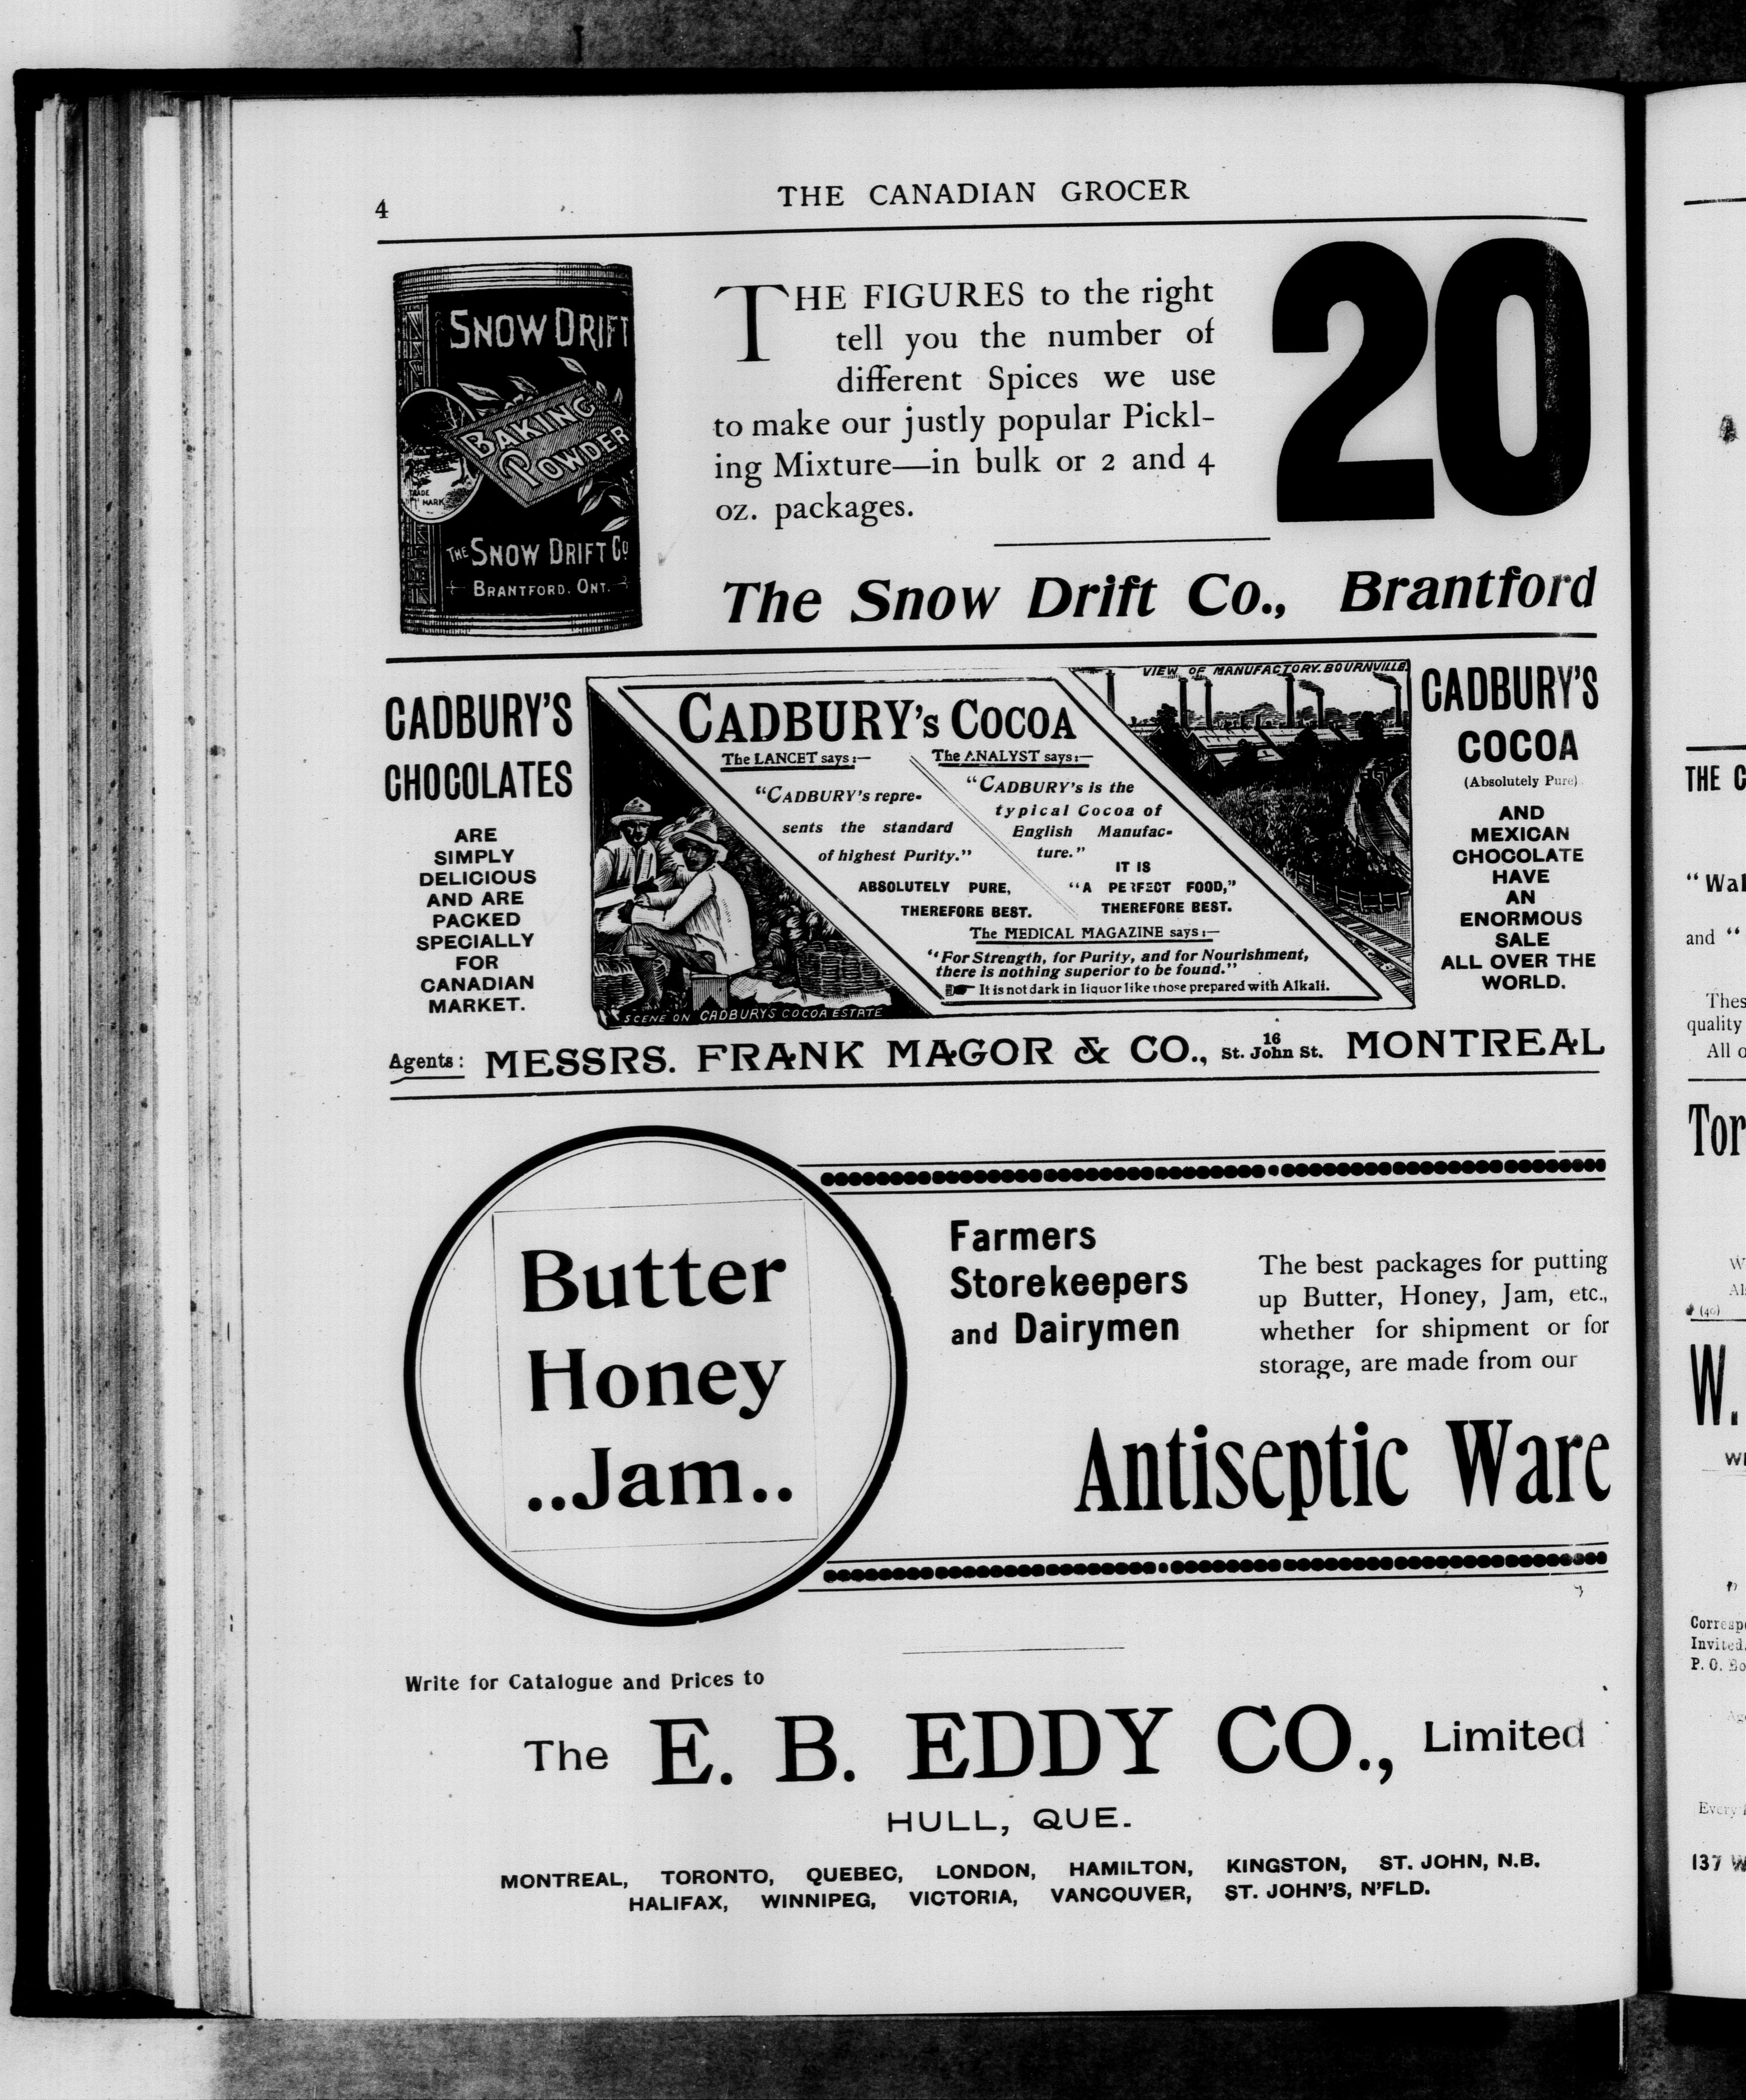 4
THE CANADIAN GROCER
SNOW DRIFT
BAKING
POWDER
TRADE
MARK
THE SNOW DRIFT CO
BRANTFORD. ONT.
THE FIGURES to the right
tell you the number of
different Spices we use
to make our justly popular Pickl-
ing Mixture—in bulk or 2 and 4
oz. packages.
20
The Snow Drift Co., Brantford
CADBURY'S
CHOCOLATES
ARE
SIMPLY
DELICIOUS
AND ARE
PACKED
SPECIALLY
FOR
CANADIAN
MARKET.
VIEW OF MANUFACTORY. BOURNVILLE.
CADBURY's COCOA
The LANCET says:—
"CADBURY's repre-
sents the standard
of highest Purity."
ABSOLUTELY PURE,
THEREFORE BEST.
The ANALYST says:—
"CADBURY's is the
typical Cocoa of
English Manufac-
ture."
IT IS
"A PERFECT FOOD,"
THEREFORE BEST.
The MEDICAL MAGAZINE says:—
"For Strength, for Purity, and for Nourishment,
there is nothing superior to be found."
It is not dark in liquor like those prepared with Alkali.
SCENE ON CADBURYS COCOA ESTATE
CADBURY'S
COCOA
(Absolutely Pure)
AND
MEXICAN
CHOCOLATE
HAVE
AN
ENORMOUS
SALE
ALL OVER THE
WORLD.
Agents: MESSRS. FRANK MAGOR & CO., 16 St. John St. MONTREAL
Butter
Honey
..Jam..
Farmers
Storekeepers
and Dairymen
The best packages for putting
up Butter, Honey, Jam, etc.,
whether for shipment or for
storage, are made from our
Antiseptic Ware
Write for Catalogue and Prices to
The E. B. EDDY CO., Limited
HULL, QUE.
MONTREAL, TORONTO, QUEBEC, LONDON, HAMILTON, KINGSTON, ST. JOHN, N.B.
HALIFAX, WINNIPEG, VICTORIA, VANCOUVER, ST. JOHN'S, N'FLD.
THE
and "
quality
All
(40)
W.
P. O.
137